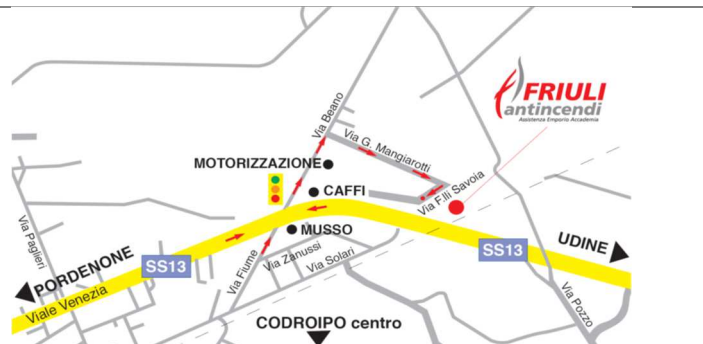 FRIULI
antincendi
Assistenza Emporio Accademia
Via Beano
Via G. Mangiarotti
MOTORIZZAZIONE
CAFFI
Via F.lli Savoia
MUSSO
Via Paglieri
PORDENONE
SS13
Viale Venezia
Via Fiume
Via Zanussi
Via Solari
SS13
UDINE
Via Pozzo
CODROIPO centro